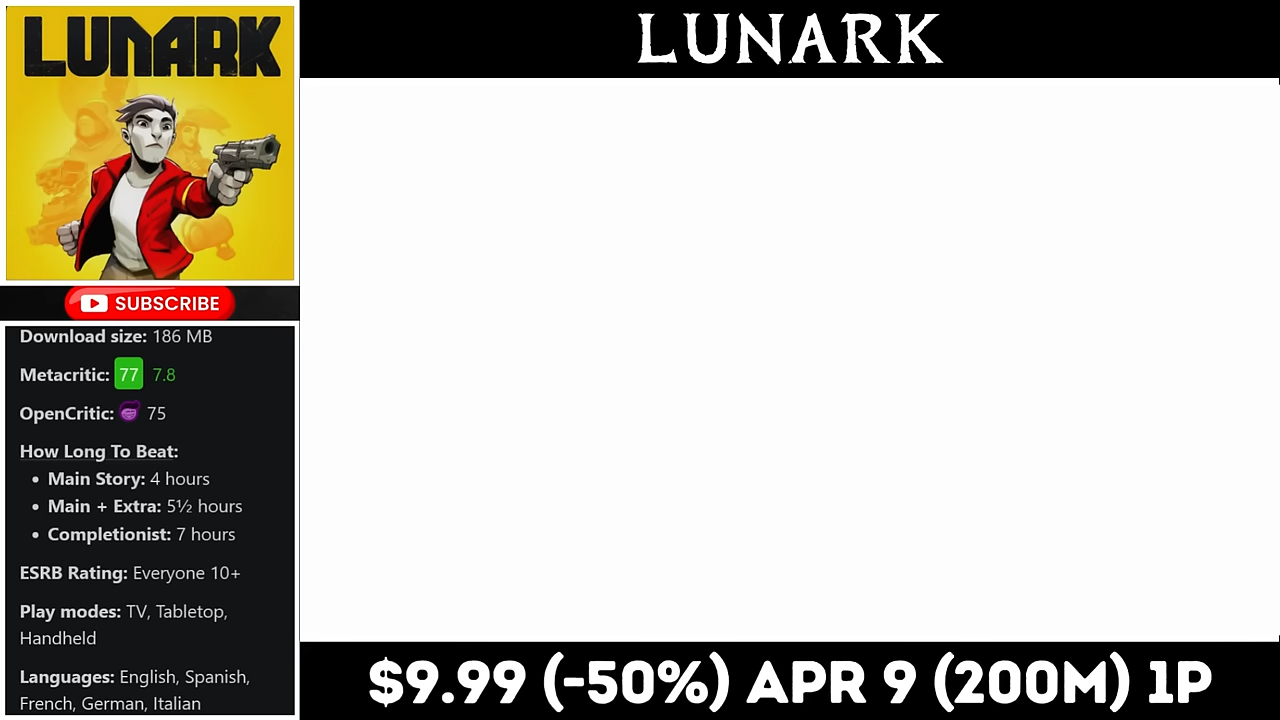 LUNARK
LUNARK
SUBSCRIBE
Download size: 186 MB
Metacritic: 77 7.8
OpenCritic: 75
How Long To Beat:
• Main Story: 4 hours
• Main + Extra: 5½ hours
• Completionist: 7 hours
ESRB Rating: Everyone 10+
Play modes: TV, Tabletop,
Handheld
Languages: English, Spanish,
French, German, Italian
$9.99 (-50%) APR 9 (200M) 1P